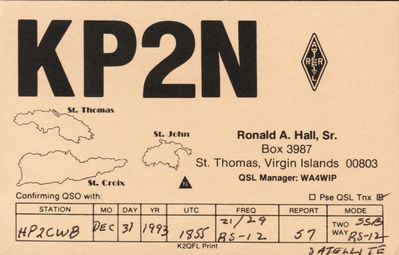 KP2N
St. Thomas
St. John
St. Croix
N
ARRL
Ronald A. Hall, Sr.
Box 3987
St. Thomas, Virgin Islands 00803
QSL Manager: WA4WIP
Confirming QSO with:
☐ Pse QSL Tnx ☑
STATION MO DAY YR UTC FREQ REPORT MODE
HP2CWB DEC 31 1993 1855 21/29 RS-12 57 TWO WAY SSB RS-12
SATELLITE
K2QFL Print